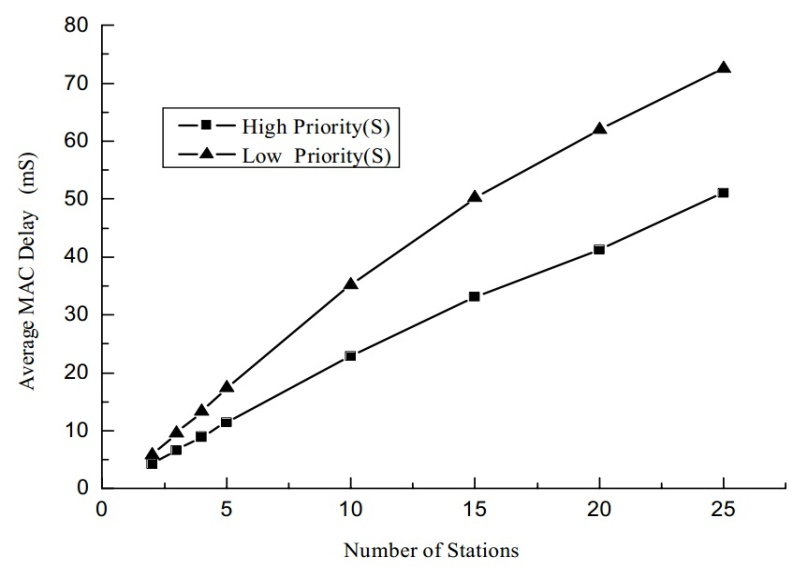 80
70
60
50
40
30
20
10
0
Average MAC Delay (mS)
High Priority(S)
Low Priority(S)
0 5 10 15 20 25
Number of Stations